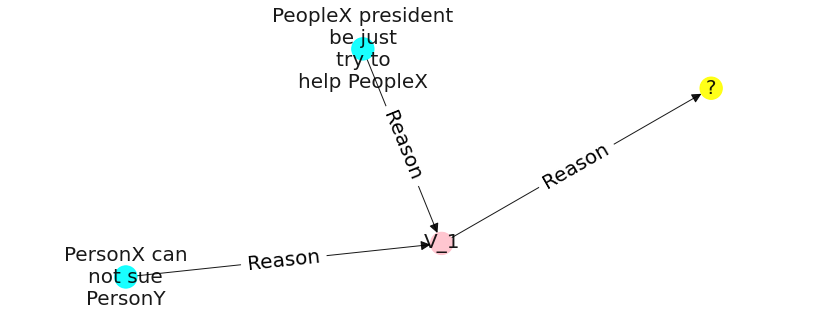 PeopleX president
be just
try to
help PeopleX
?
Reason
Reason
V_1
PersonX can
not sue
PersonY
Reason